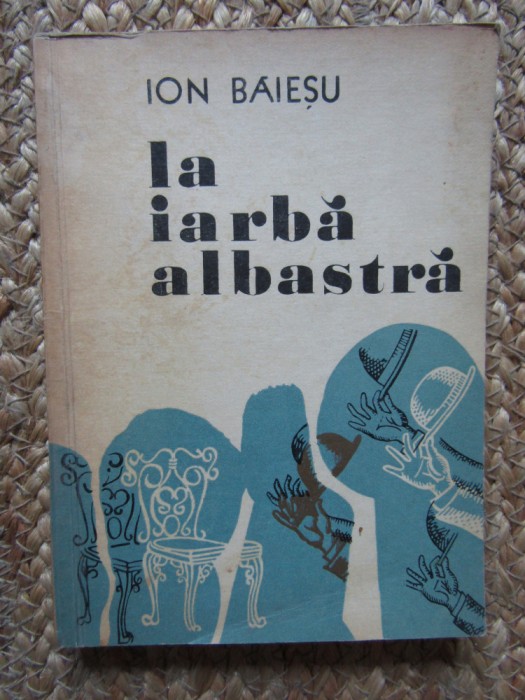 ION BĂIEȘU
la
iarbă
albastră